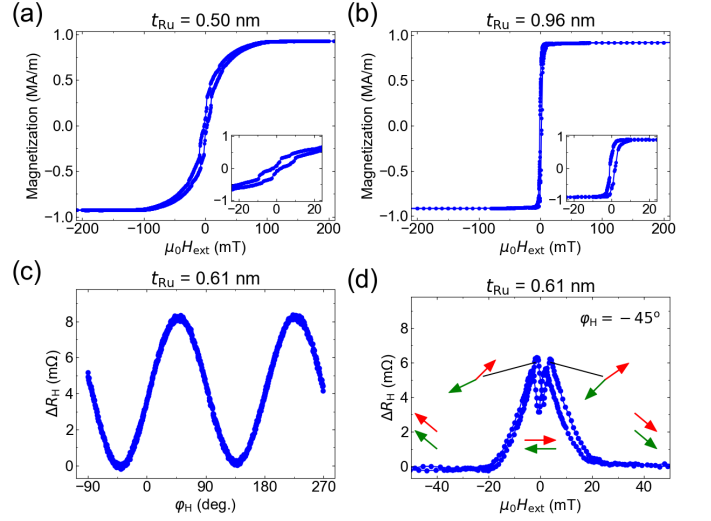 (a)
t_Ru = 0.50 nm
Magnetization (MA/m)
1.0
0.5
0.0
−0.5
−1.0
−200 −100 0 100 200
μ0Hext (mT)
1
0
−1
−20 0 20
(b)
t_Ru = 0.96 nm
Magnetization (MA/m)
1.0
0.5
0.0
−0.5
−1.0
−200 −100 0 100 200
μ0Hext (mT)
1
0
−1
−20 0 20
(c)
t_Ru = 0.61 nm
ΔR_H (mΩ)
8
6
4
2
0
−90 0 90 180 270
φ_H (deg.)
(d)
t_Ru = 0.61 nm
φ_H = −45°
ΔR_H (mΩ)
8
6
4
2
0
−40 −20 0 20 40
μ0Hext (mT)